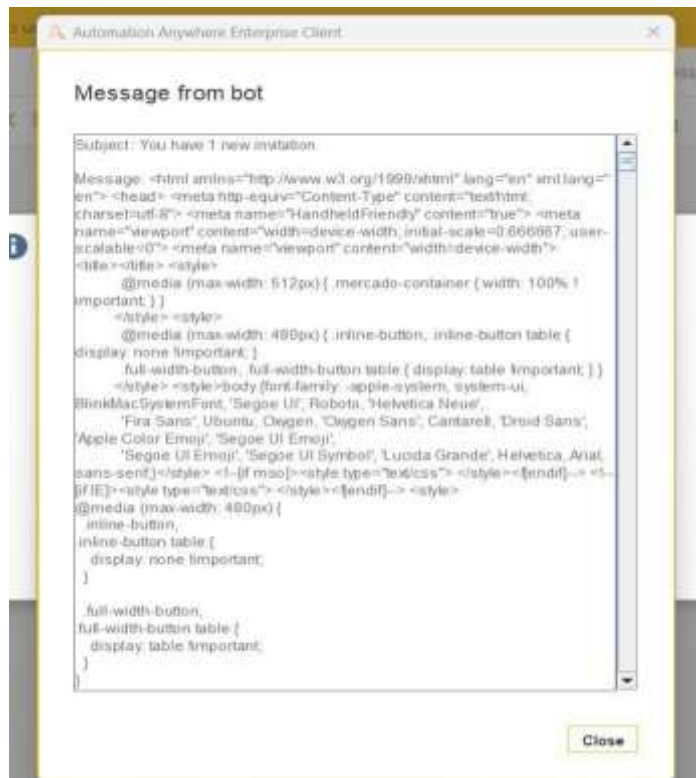 Automation Anywhere Enterprise Client
Message from bot
Subject: You have 1 new invitation
Message: <html xmlns="http://www.w3.org/1999/xhtml" lang="en" xml:lang="
en"> <head> <meta http-equiv="Content-Type" content="text/html;
charset=utf-8"> <meta name="HandheldFriendly" content="true"> <meta
name="viewport" content="width=device-width; initial-scale=0.666667; user-
scalable=0"> <meta name="viewport" content="width=device-width">
<title></title> <style>
@media (max-width: 512px) { .mercado-container { width: 100% !
important; } }
</style> <style>
@media (max-width: 480px) { .inline-button, .inline-button table {
display: none !important; }
.full-width-button, .full-width-button table { display: table !important; } }
</style> <style>body {font-family: -apple-system, system-ui,
BlinkMacSystemFont, 'Segoe UI', Roboto, 'Helvetica Neue',
'Fira Sans', Ubuntu, Oxygen, 'Oxygen Sans', Cantarell, 'Droid Sans',
'Apple Color Emoji', 'Segoe UI Emoji',
'Segoe UI Emoji', 'Segoe UI Symbol', 'Lucida Grande', Helvetica, Arial,
sans-serif;}</style> <!--[if mso]><style type="text/css"> </style><![endif]--> <!--
[if IE]><style type="text/css"> </style><![endif]--> <style>
@media (max-width: 480px) {
.inline-button,
.inline-button table {
display: none !important;
}
.full-width-button,
.full-width-button table {
display: table !important;
}
}
Close